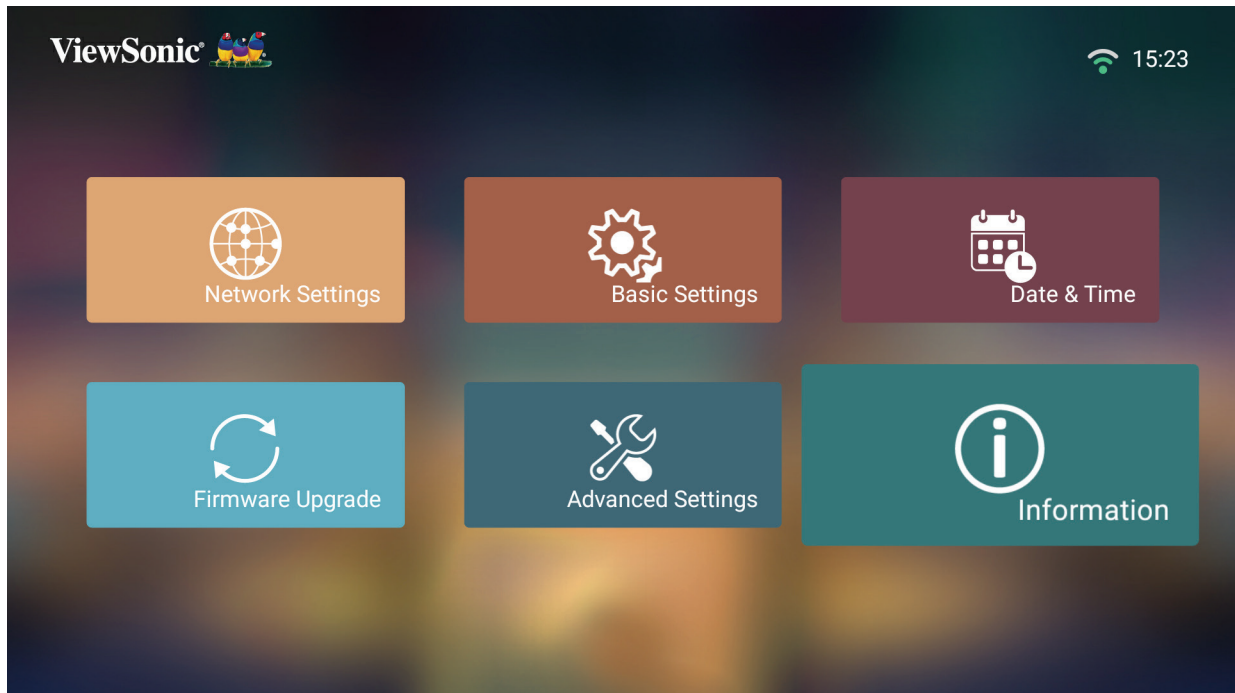 ViewSonic®
15:23
Network Settings
Basic Settings
Date & Time
Firmware Upgrade
Advanced Settings
Information